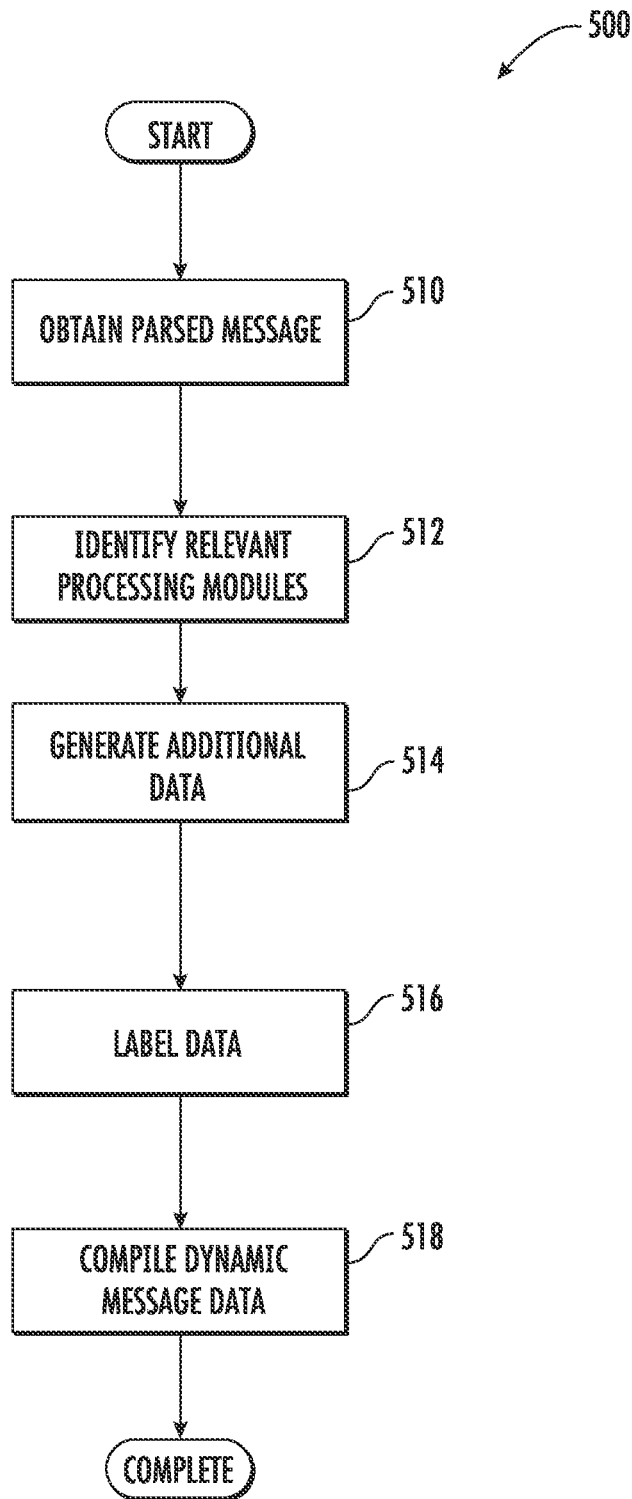 500
START
OBTAIN PARSED MESSAGE
510
IDENTIFY RELEVANT
PROCESSING MODULES
512
GENERATE ADDITIONAL
DATA
514
LABEL DATA
516
COMPILE DYNAMIC
MESSAGE DATA
518
COMPLETE